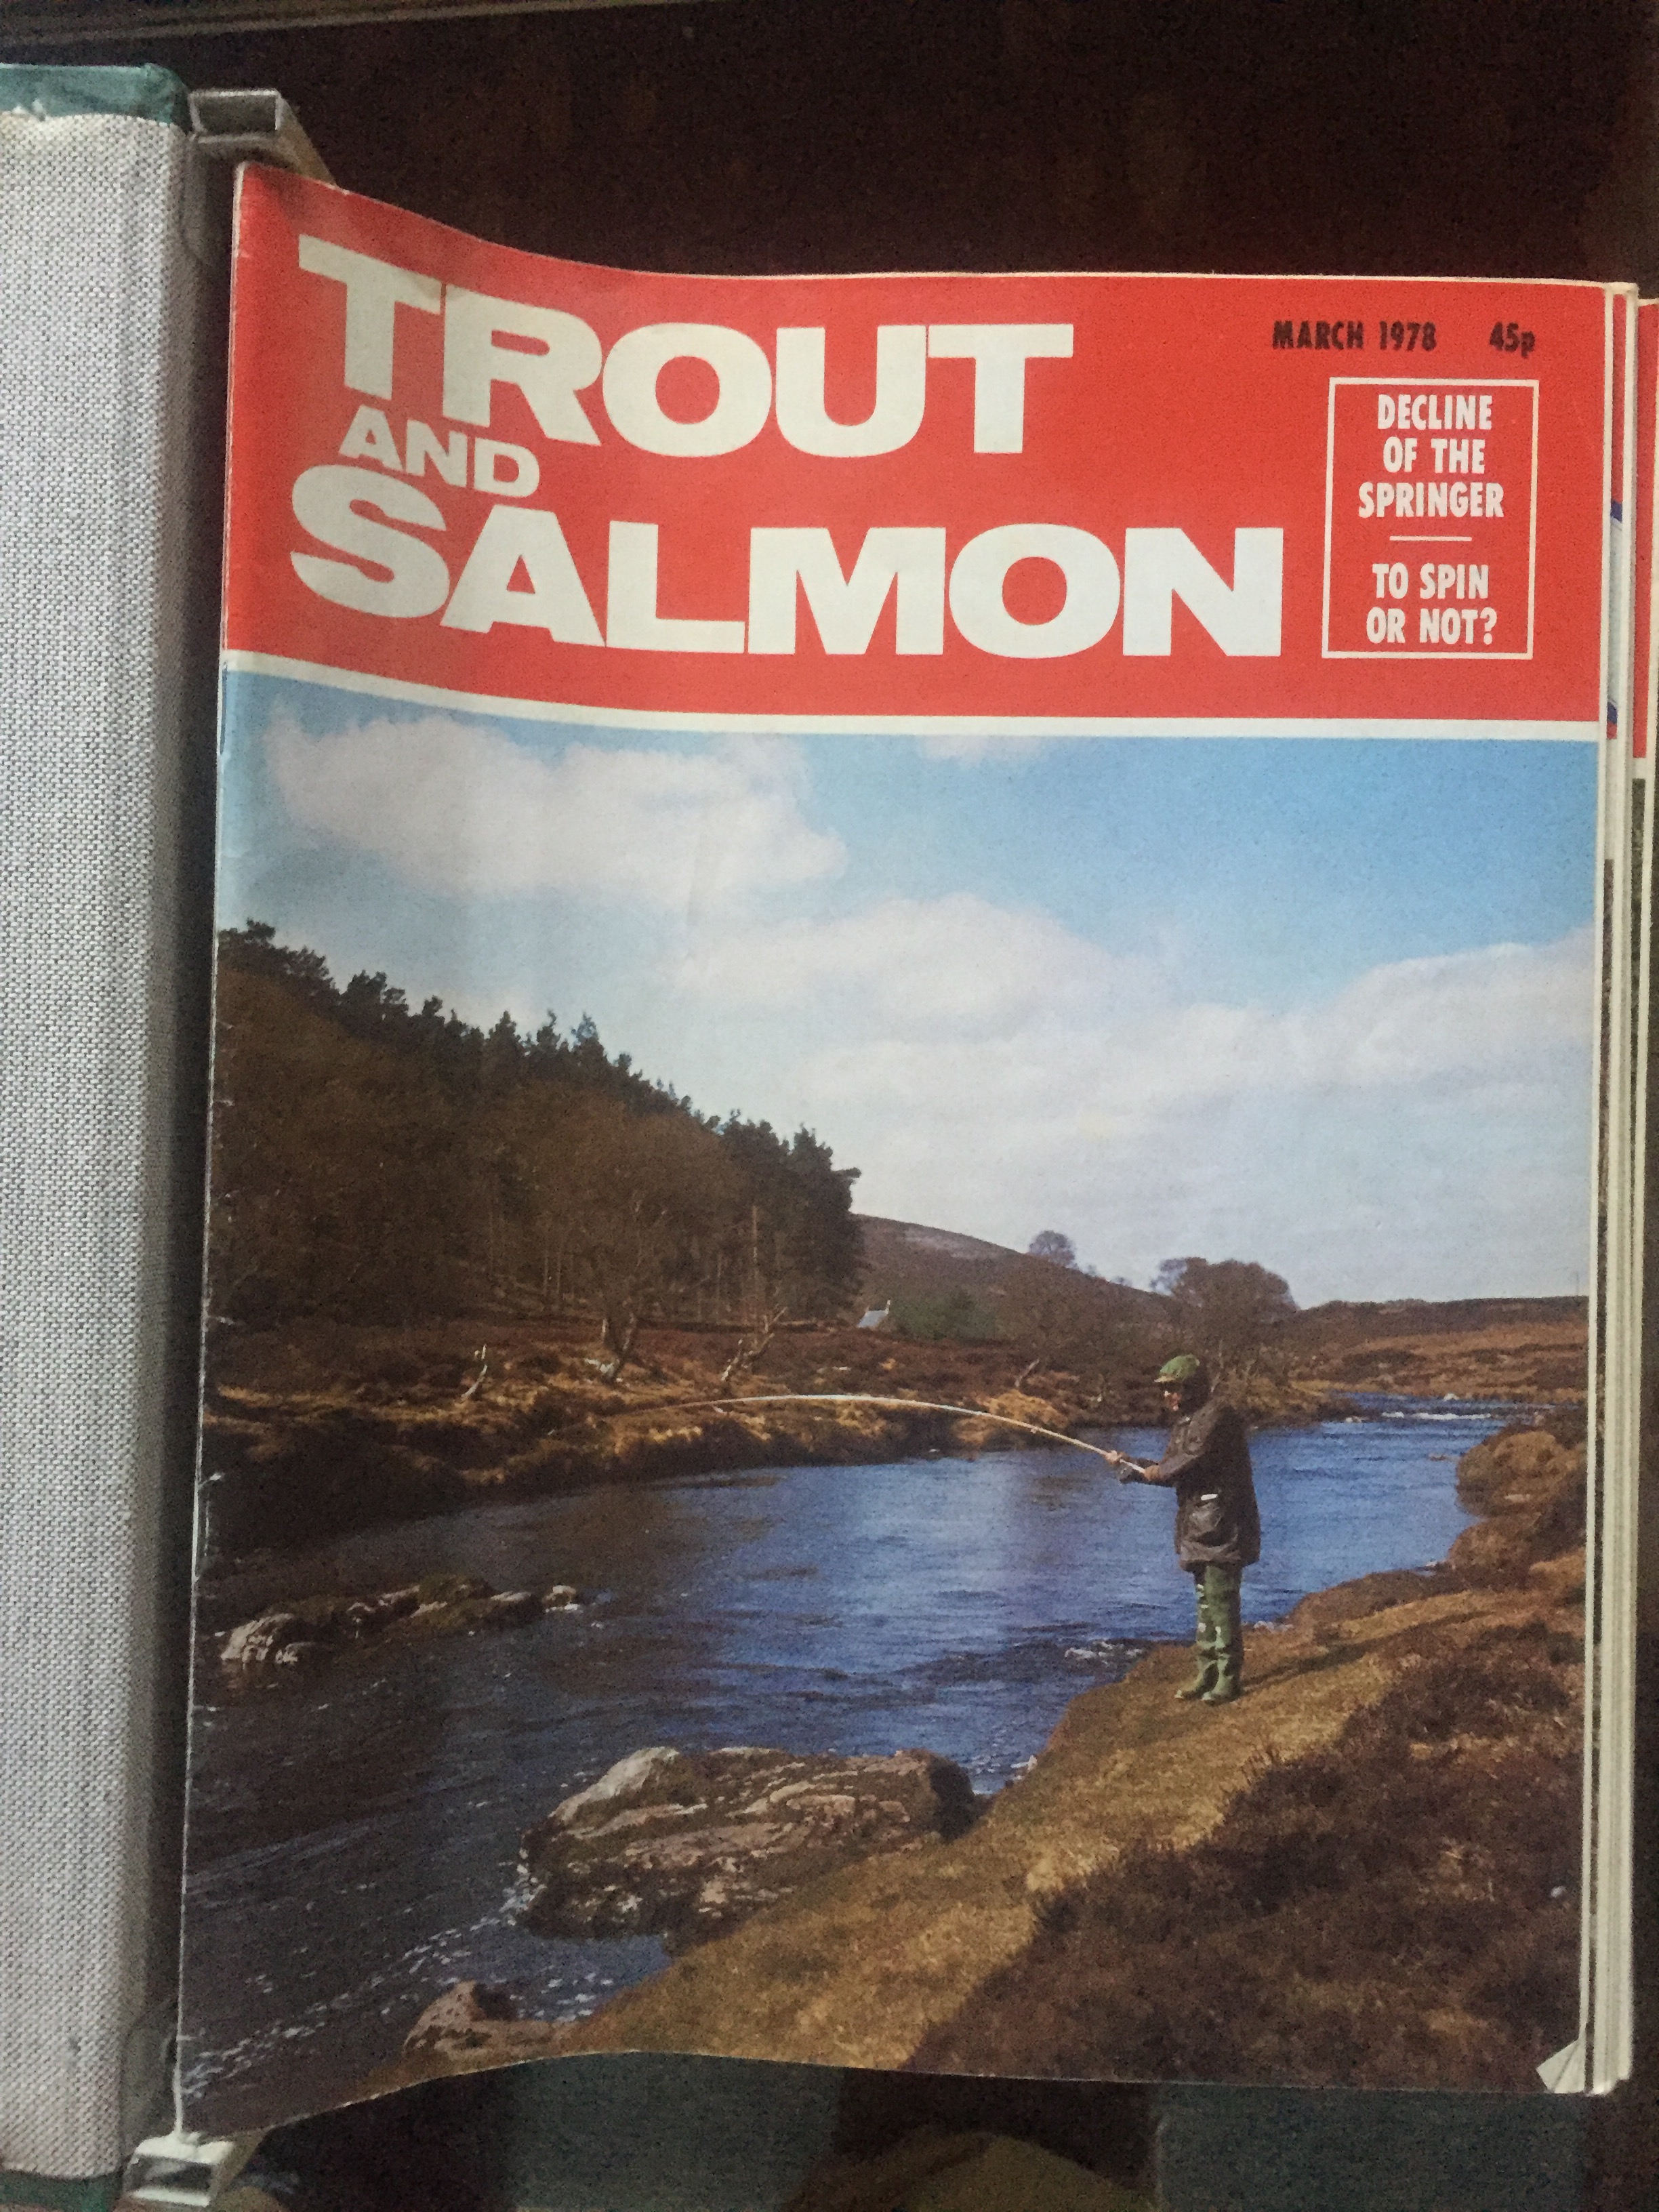 TROUT
AND
SALMON
MARCH 1978 45p
DECLINE
OF THE
SPRINGER
TO SPIN
OR NOT?